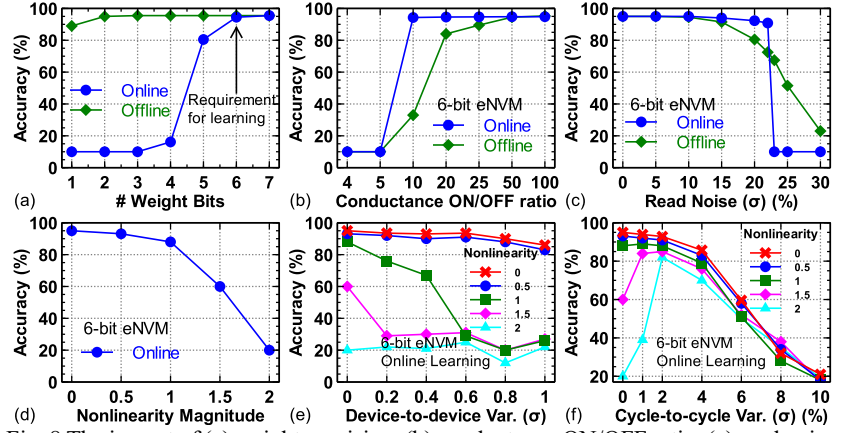 100
80
60
40
20
0
Accuracy (%)
Online
Offline
Requirement
for learning
1 2 3 4 5 6 7
# Weight Bits
(a)
100
80
60
40
20
0
Accuracy (%)
6-bit eNVM
Online
Offline
4 5 10 20 25 50 100
Conductance ON/OFF ratio
(b)
100
80
60
40
20
0
Accuracy (%)
6-bit eNVM
Online
Offline
0 5 10 15 20 25 30
Read Noise (σ) (%)
(c)
100
80
60
40
20
0
Accuracy (%)
6-bit eNVM
Online
0 0.5 1 1.5 2
Nonlinearity Magnitude
(d)
100
80
60
40
20
0
Accuracy (%)
Nonlinearity
0
0.5
1
1.5
2
6-bit eNVM
Online Learning
0 0.2 0.4 0.6 0.8 1
Device-to-device Var. (σ)
(e)
100
80
60
40
20
Accuracy (%)
Nonlinearity
0
0.5
1
1.5
2
6-bit eNVM
Online Learning
0 1 2 4 6 8 10
Cycle-to-cycle Var. (σ) (%)
(f)